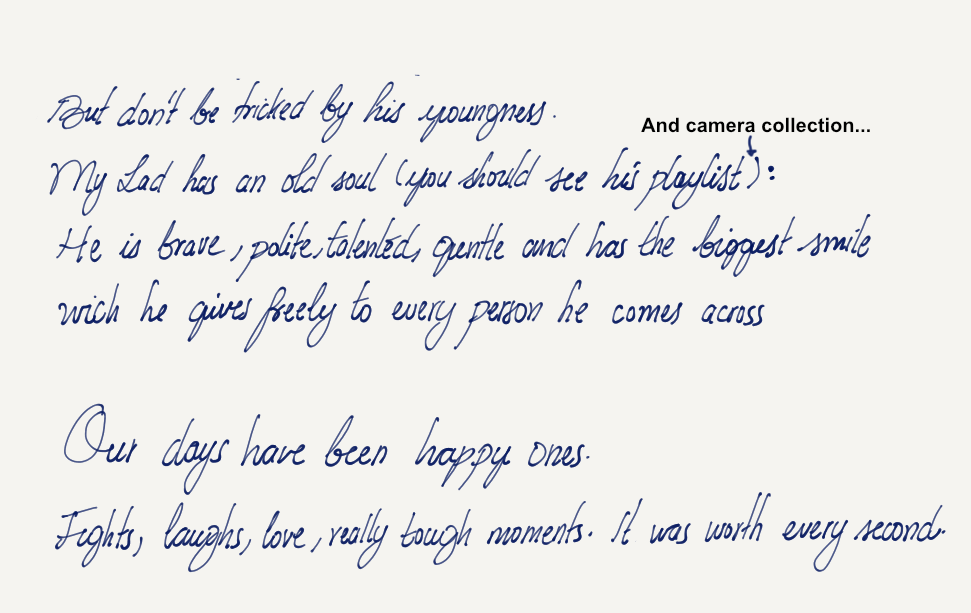 But don't be tricked by his youngness.
And camera collection...
My Lad has an old soul (you should see his playlist):
He is brave, polite, talented, gentle and has the biggest smile
wich he gives freely to every person he comes across
Our days have been happy ones.
Fights, laughs, love, really tough moments. It was worth every second.